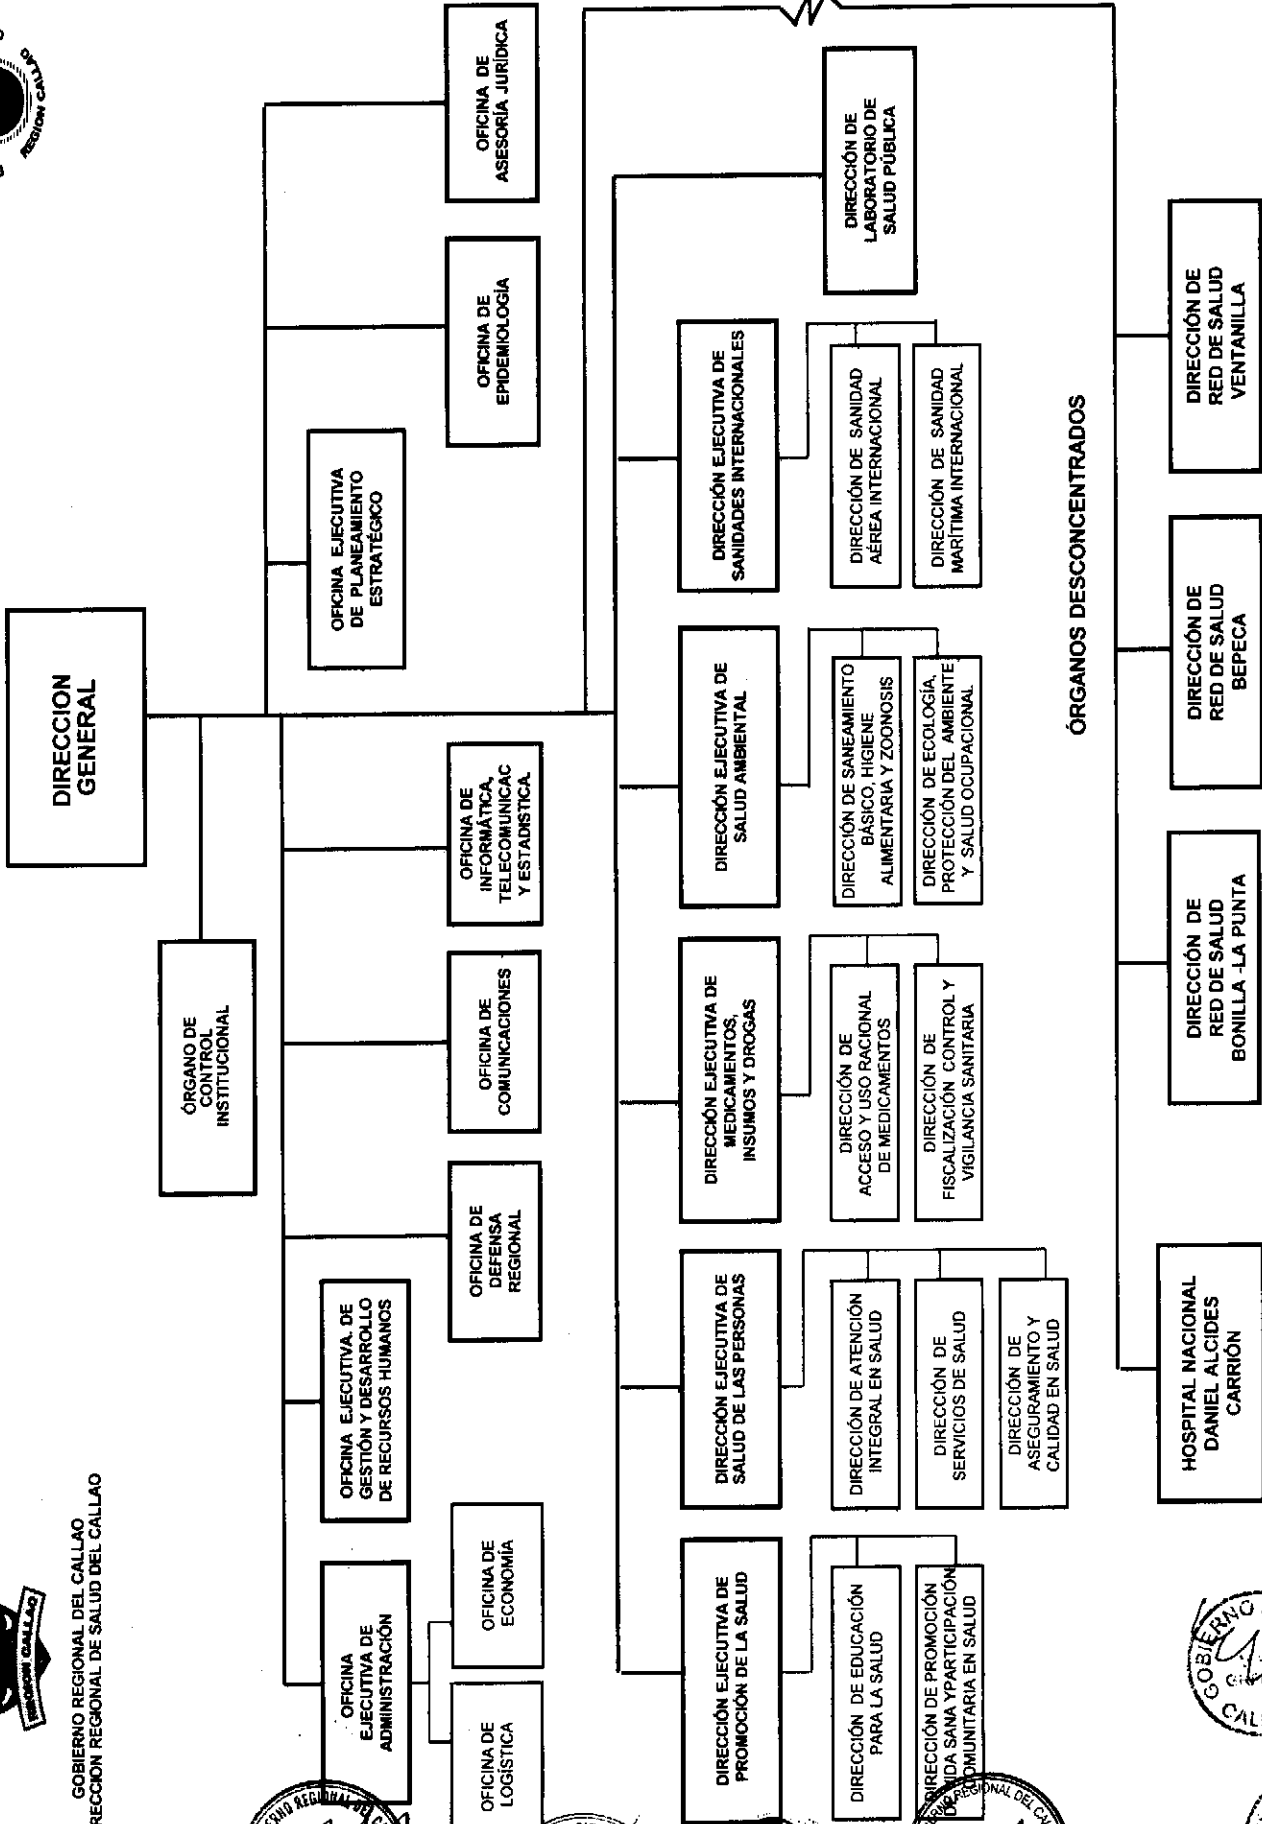 REGION CALLAO
REGION CALLAO
GOBIERNO REGIONAL DEL CALLAO
RECCION REGIONAL DE SALUD DEL CALLAO
DIRECCION
GENERAL
ÓRGANO DE
CONTROL
INSTITUCIONAL
OFICINA
EJECUTIVA DE
ADMINISTRACIÓN
OFICINA EJECUTIVA. DE
GESTIÓN Y DESARROLLO
DE RECURSOS HUMANOS
OFICINA EJECUTIVA
DE PLANEAMIENTO
ESTRATÉGICO
OFICINA DE
LOGÍSTICA
OFICINA DE
ECONOMÍA
OFICINA DE
DEFENSA
REGIONAL
OFICINA DE
COMUNICACIONES
OFICINA DE
INFORMÁTICA,
TELECOMUNICAC
Y ESTADISTICA.
OFICINA DE
EPIDEMIOLOGÍA
OFICINA DE
ASESORÍA JURÍDICA
DIRECCIÓN EJECUTIVA DE
PROMOCIÓN DE LA SALUD
DIRECCIÓN EJECUTIVA DE
SALUD DE LAS PERSONAS
DIRECCIÓN EJECUTIVA DE
MEDICAMENTOS,
INSUMOS Y DROGAS
DIRECCIÓN EJECUTIVA DE
SALUD AMBIENTAL
DIRECCIÓN EJECUTIVA DE
SANIDADES INTERNACIONALES
DIRECCIÓN DE
LABORATORIO DE
SALUD PÚBLICA
DIRECCIÓN DE EDUCACIÓN
PARA LA SALUD
DIRECCIÓN DE PROMOCIÓN
DE VIDA SANA YPARTICIPACIÓN
COMUNITARIA EN SALUD
DIRECCIÓN DE ATENCIÓN
INTEGRAL EN SALUD
DIRECCIÓN DE
SERVICIOS DE SALUD
DIRECCIÓN DE
ASEGURAMIENTO Y
CALIDAD EN SALUD
DIRECCIÓN DE
ACCESO Y USO RACIONAL
DE MEDICAMENTOS
DIRECCIÓN DE
FISCALIZACIÓN CONTROL Y
VIGILANCIA SANITARIA
DIRECCIÓN DE SANEAMIENTO
BÁSICO, HIGIENE
ALIMENTARIA Y ZOONOSIS
DIRECCIÓN DE ECOLOGÍA,
PROTECCIÓN DEL AMBIENTE
Y SALUD OCUPACIONAL
DIRECCIÓN DE SANIDAD
AÉREA INTERNACIONAL
DIRECCIÓN DE SANIDAD
MARÍTIMA INTERNACIONAL
ÓRGANOS DESCONCENTRADOS
HOSPITAL NACIONAL
DANIEL ALCIDES
CARRIÓN
DIRECCIÓN DE
RED DE SALUD
BONILLA -LA PUNTA
DIRECCIÓN DE
RED DE SALUD
BEPECA
DIRECCIÓN DE
RED DE SALUD
VENTANILLA